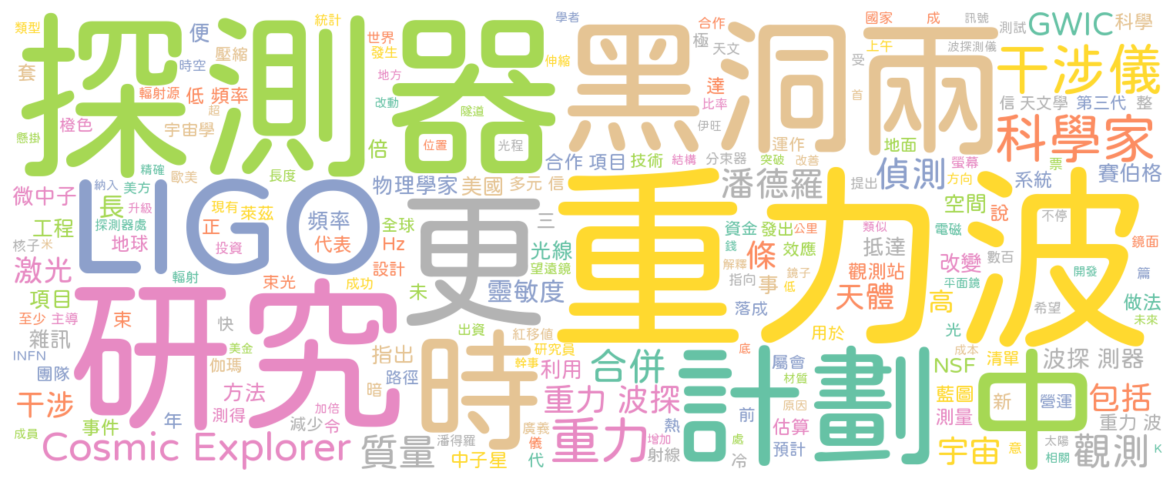 探測器
黑洞
兩
重力波
研究
LIGO
更
時
計劃
中
干涉儀
科學家
GWIC
科學
Cosmic Explorer
重力
重力 波探
合併
質量
潘德羅
偵測
觀測
宇宙
包括
激光
干涉
天體
條
物理學家
美國
多元 信
靈敏度
頻率
代表
Hz
設計
正
長
萊茲
微中子
工程
地球
項目
雜訊
INFN
團隊
至少
主導
束
快
伽瑪
美金
方法
測得
事件
年
減少
令
加倍
成員
核子
米
納入
美方
升級
現有
投資
輻射
探測器處
精確
歐美
長度
懸掛
超
宇宙學
橙色
輻射源
低 頻率
時空
壓縮
便
套
類型
統計
世界
發生
地方
改動
倍
位置
隧道
光程
學者
伸縮
合作
極
天文
達
比率
伊旺
國家
成
訊號
上午
波探測儀
測試
受
首
運作
改善
地面
合作 項目
技術
結構
分束器
突破
信
天文學
第三代
整
螢幕
方向
票
系統
賽伯格
提出
空間
說
不停
電磁
鏡面
數百
改變
開發
篇
平面鏡
做法
未來
希望
光
高
類似
抵達
觀測站
公里
資金
發出
錢
效應
解釋
鏡子
指向
事
低
三
光線
望遠鏡
全球
未
束光
成功
落成
用於
出資
紅移值
研究員
幹事
利用
指出
暗
路徑
潘得羅
廣義
儀
代
中子星
增加
射線
熱
前
處
冷
底
屬會
材質
原因
估算
預計
NSF
成本
清單
藍圖
測量
新
營運
意
太陽
相關
K
波探 測器
重力 波